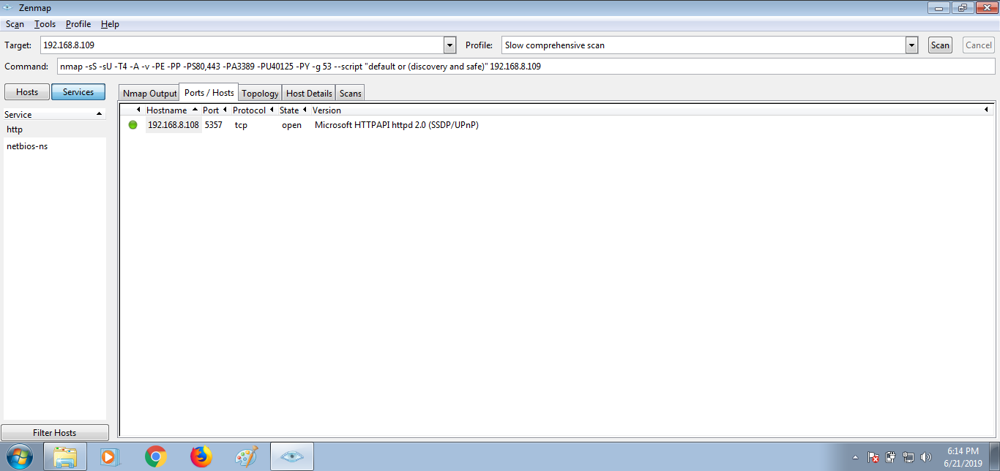 Zenmap
Scan Tools Profile Help
Target: 192.168.8.109 Profile: Slow comprehensive scan Scan Cancel
Command: nmap -sS -sU -T4 -A -v -PE -PP -PS80,443 -PA3389 -PU40125 -PY -g 53 --script "default or (discovery and safe)" 192.168.8.109
Hosts Services Nmap Output Ports / Hosts Topology Host Details Scans
Service Hostname Port Protocol State Version
http 192.168.8.108 5357 tcp open Microsoft HTTPAPI httpd 2.0 (SSDP/UPnP)
netbios-ns
Filter Hosts
6:14 PM
6/21/2019